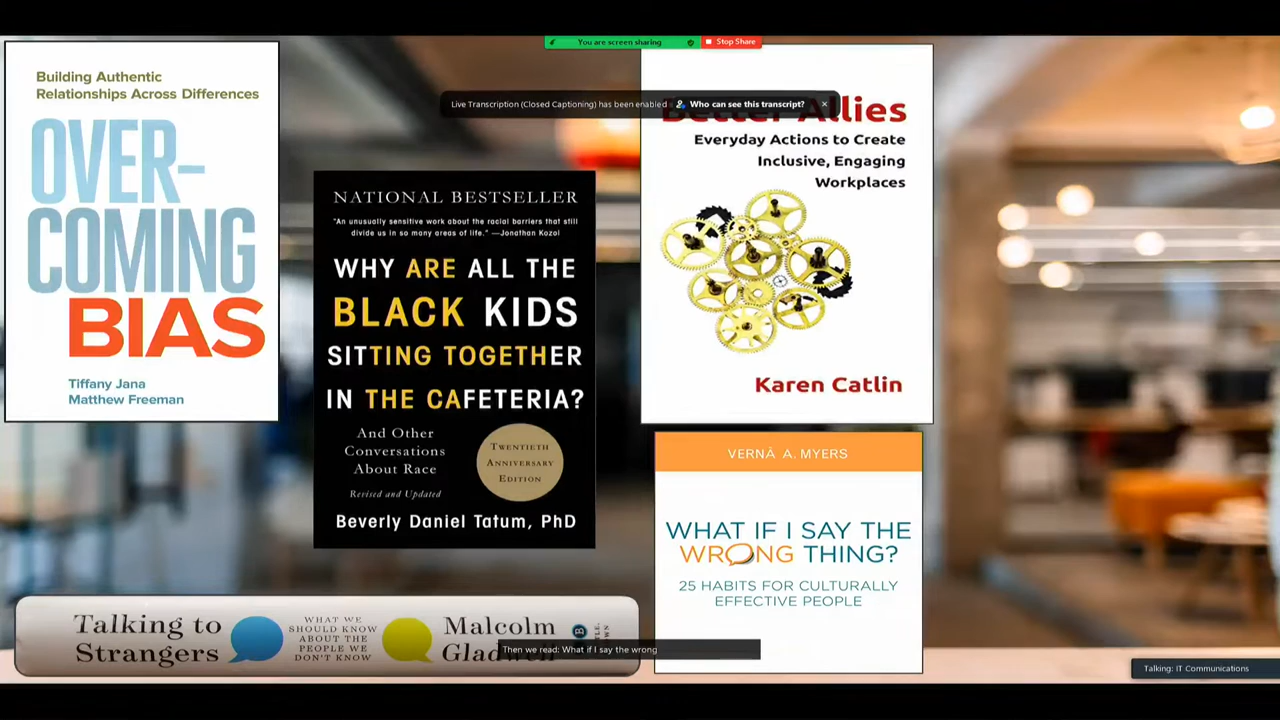 You are screen sharing
Stop Share
Live Transcription (Closed Captioning) has been enabled
Who can see this transcript?
Building Authentic
Relationships Across Differences
OVER-
COMING
BIAS
Tiffany Jana
Matthew Freeman
NATIONAL BESTSELLER
"An unusually sensitive work about the racial barriers that still
divide us in so many areas of life." —Jonathan Kozol
WHY ARE ALL THE
BLACK KIDS
SITTING TOGETHER
IN THE CAFETERIA?
And Other
Conversations
About Race
Revised and Updated
TWENTIETH
ANNIVERSARY
EDITION
Beverly Daniel Tatum, PhD
Better Allies
Everyday Actions to Create
Inclusive, Engaging
Workplaces
Karen Catlin
VERNĀ A. MYERS
WHAT IF I SAY THE
WRONG THING?
25 HABITS FOR CULTURALLY
EFFECTIVE PEOPLE
Talking to
Strangers
WHAT WE
SHOULD KNOW
ABOUT THE
PEOPLE WE
DON'T KNOW
Malcolm
Gladwell
Then we read: What if I say the wrong
Talking: IT Communications